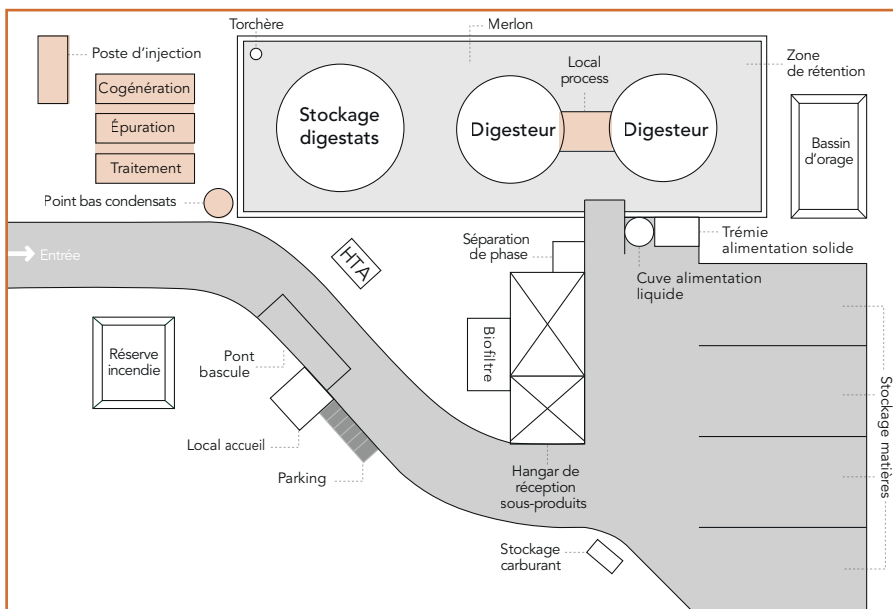 Torchère
Merlon
Poste d'injection
Local
process
Zone
de rétention
Cogénération
Épuration
Traitement
Stockage
digestats
Digesteur
Digesteur
Bassin
d'orage
Point bas condensats
Entrée
HTA
Séparation
de phase
Trémie
alimentation solide
Cuve alimentation
liquide
Réserve
incendie
Pont
bascule
Biofiltre
Local accueil
Parking
Hangar de
réception
sous-produits
Stockage matières
Stockage
carburant